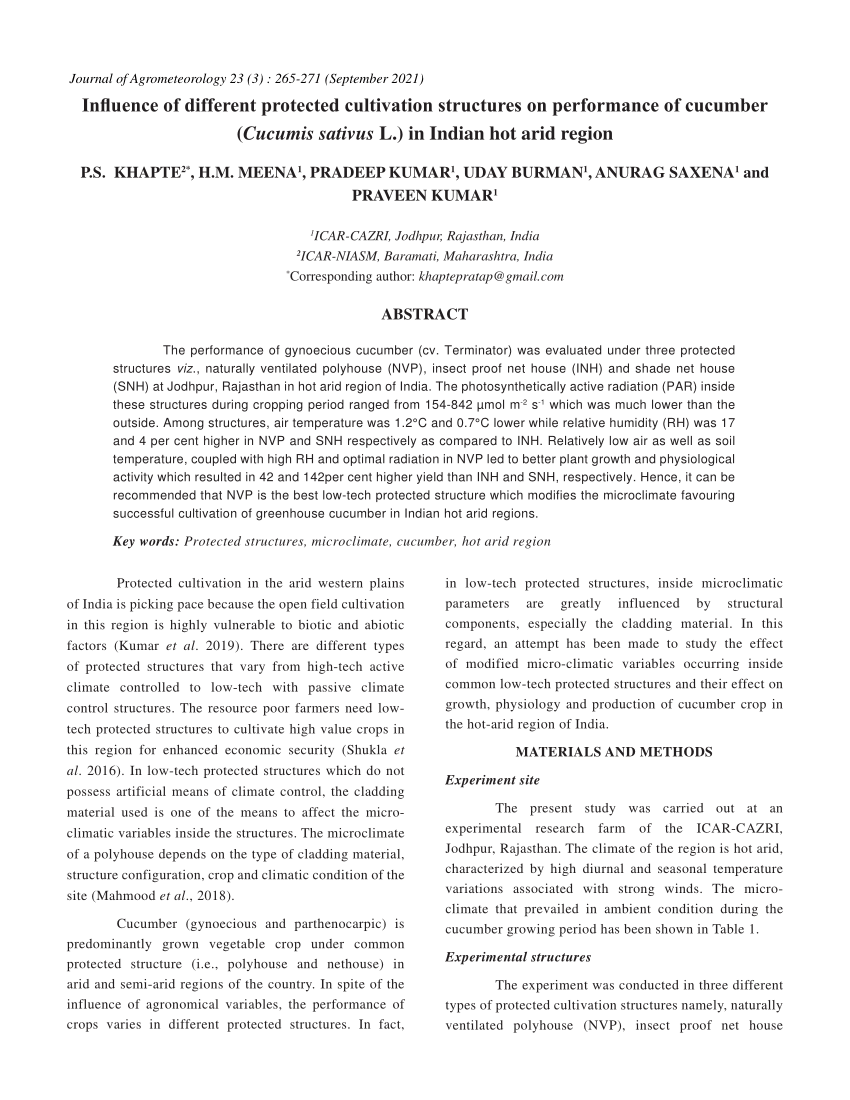 Journal of Agrometeorology 23 (3) : 265-271 (September 2021)
Influence of different protected cultivation structures on performance of cucumber
(Cucumis sativus L.) in Indian hot arid region
P.S. KHAPTE²*, H.M. MEENA¹, PRADEEP KUMAR¹, UDAY BURMAN¹, ANURAG SAXENA¹ and
PRAVEEN KUMAR¹
¹ICAR-CAZRI, Jodhpur, Rajasthan, India
²ICAR-NIASM, Baramati, Maharashtra, India
*Corresponding author: khaptepratap@gmail.com
ABSTRACT
The performance of gynoecious cucumber (cv. Terminator) was evaluated under three protected
structures viz., naturally ventilated polyhouse (NVP), insect proof net house (INH) and shade net house
(SNH) at Jodhpur, Rajasthan in hot arid region of India. The photosynthetically active radiation (PAR) inside
these structures during cropping period ranged from 154-842 µmol m⁻² s⁻¹ which was much lower than the
outside. Among structures, air temperature was 1.2°C and 0.7°C lower while relative humidity (RH) was 17
and 4 per cent higher in NVP and SNH respectively as compared to INH. Relatively low air as well as soil
temperature, coupled with high RH and optimal radiation in NVP led to better plant growth and physiological
activity which resulted in 42 and 142per cent higher yield than INH and SNH, respectively. Hence, it can be
recommended that NVP is the best low-tech protected structure which modifies the microclimate favouring
successful cultivation of greenhouse cucumber in Indian hot arid regions.
Key words: Protected structures, microclimate, cucumber, hot arid region
Protected cultivation in the arid western plains
of India is picking pace because the open field cultivation
in this region is highly vulnerable to biotic and abiotic
factors (Kumar et al. 2019). There are different types
of protected structures that vary from high-tech active
climate controlled to low-tech with passive climate
control structures. The resource poor farmers need low-
tech protected structures to cultivate high value crops in
this region for enhanced economic security (Shukla et
al. 2016). In low-tech protected structures which do not
possess artificial means of climate control, the cladding
material used is one of the means to affect the micro-
climatic variables inside the structures. The microclimate
of a polyhouse depends on the type of cladding material,
structure configuration, crop and climatic condition of the
site (Mahmood et al., 2018).
Cucumber (gynoecious and parthenocarpic) is
predominantly grown vegetable crop under common
protected structure (i.e., polyhouse and nethouse) in
arid and semi-arid regions of the country. In spite of the
influence of agronomical variables, the performance of
crops varies in different protected structures. In fact,
in low-tech protected structures, inside microclimatic
parameters are greatly influenced by structural
components, especially the cladding material. In this
regard, an attempt has been made to study the effect
of modified micro-climatic variables occurring inside
common low-tech protected structures and their effect on
growth, physiology and production of cucumber crop in
the hot-arid region of India.
MATERIALS AND METHODS
Experiment site
The present study was carried out at an
experimental research farm of the ICAR-CAZRI,
Jodhpur, Rajasthan. The climate of the region is hot arid,
characterized by high diurnal and seasonal temperature
variations associated with strong winds. The micro-
climate that prevailed in ambient condition during the
cucumber growing period has been shown in Table 1.
Experimental structures
The experiment was conducted in three different
types of protected cultivation structures namely, naturally
ventilated polyhouse (NVP), insect proof net house